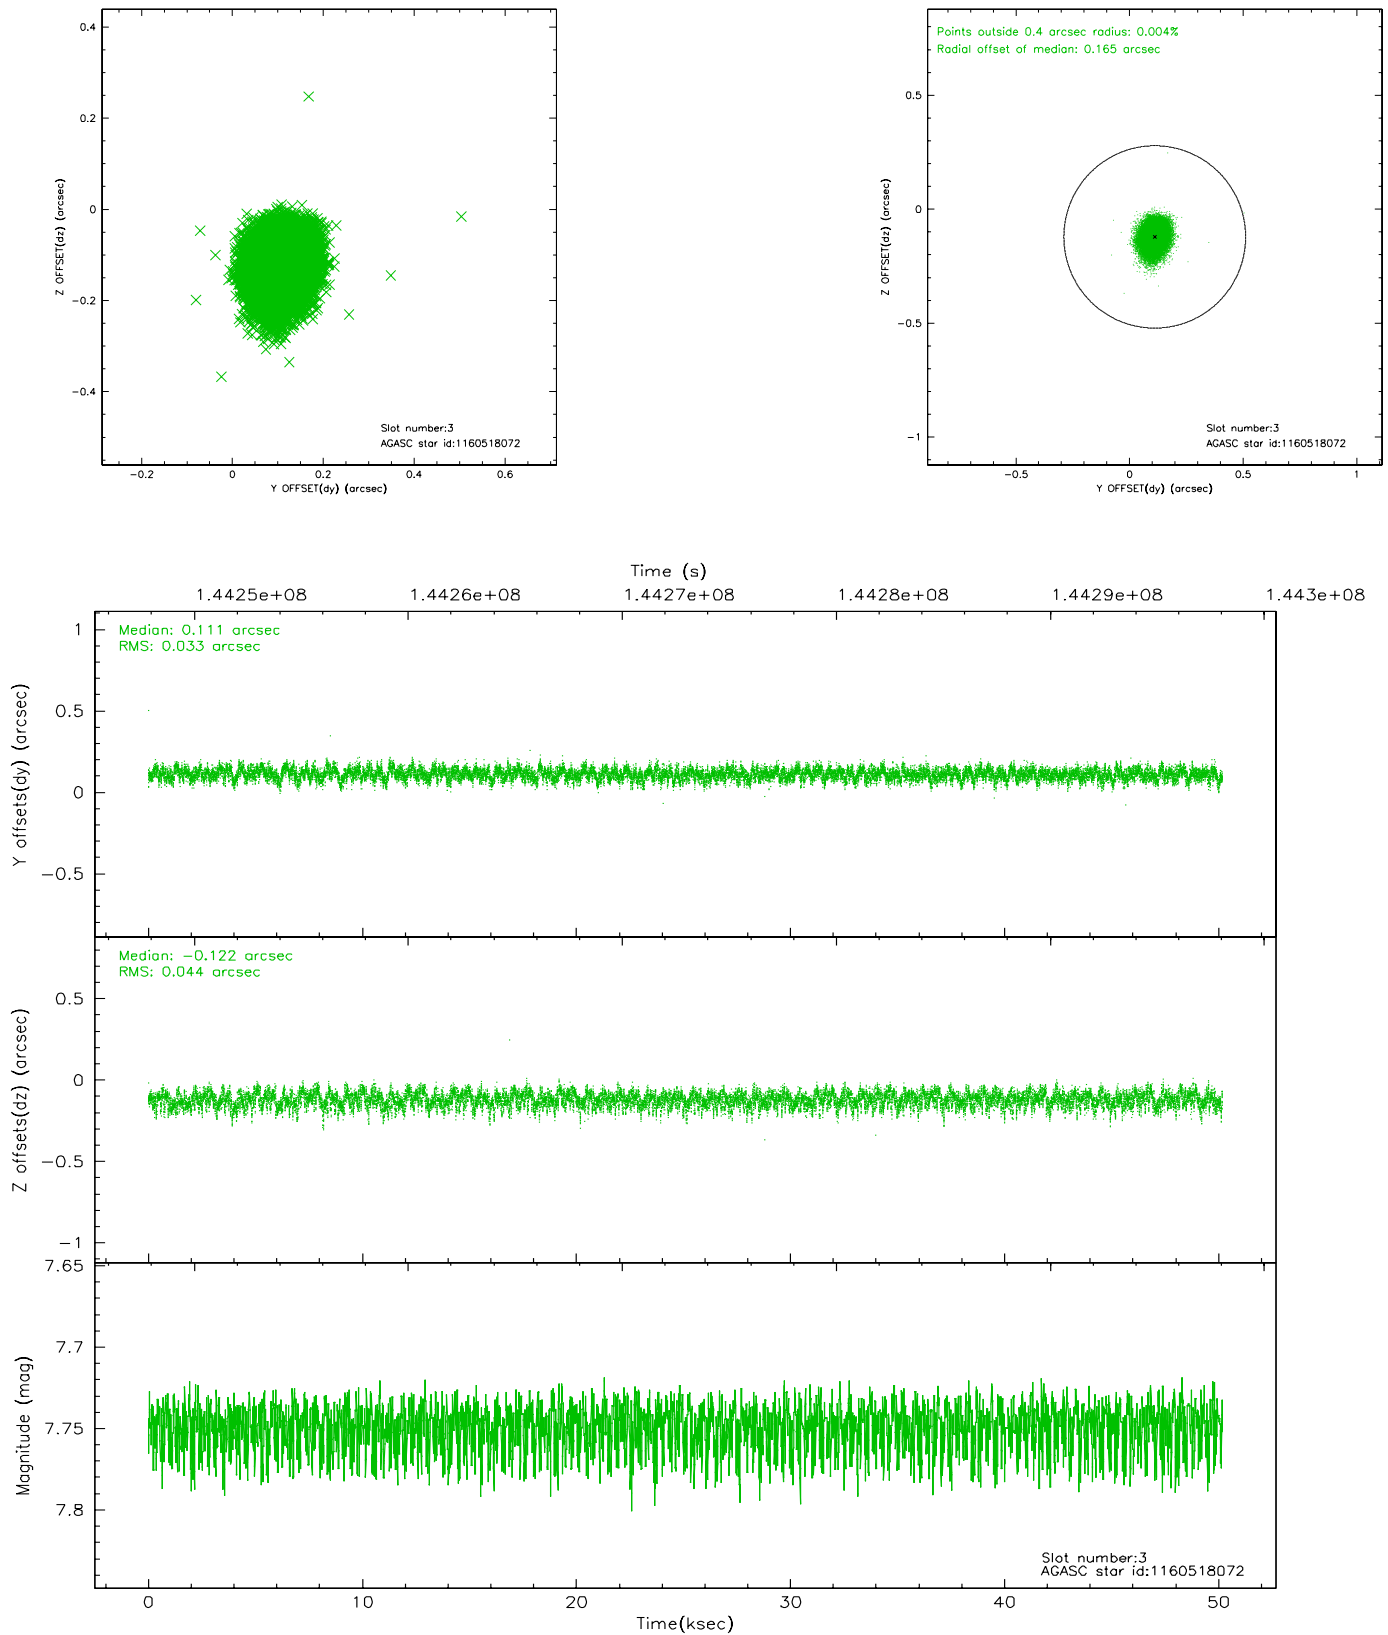 0.4
0.2
0
−0.2
−0.4
Z OFFSET(dz) (arcsec)
Slot number:3
AGASC star id:1160518072
−0.2 0 0.2 0.4 0.6
Y OFFSET(dy) (arcsec)
Points outside 0.4 arcsec radius: 0.004%
Radial offset of median: 0.165 arcsec
0.5
0
−0.5
−1
Z OFFSET(dz) (arcsec)
Slot number:3
AGASC star id:1160518072
−0.5 0 0.5 1
Y OFFSET(dy) (arcsec)
Time (s)
1.4425e+08 1.4426e+08 1.4427e+08 1.4428e+08 1.4429e+08 1.443e+08
Median: 0.111 arcsec
RMS: 0.033 arcsec
1
0.5
0
−0.5
Y offsets(dy) (arcsec)
Median: −0.122 arcsec
RMS: 0.044 arcsec
0.5
0
−0.5
−1
Z offsets(dz) (arcsec)
7.65
7.7
7.75
7.8
Magnitude (mag)
Slot number:3
AGASC star id:1160518072
0 10 20 30 40 50
Time(ksec)